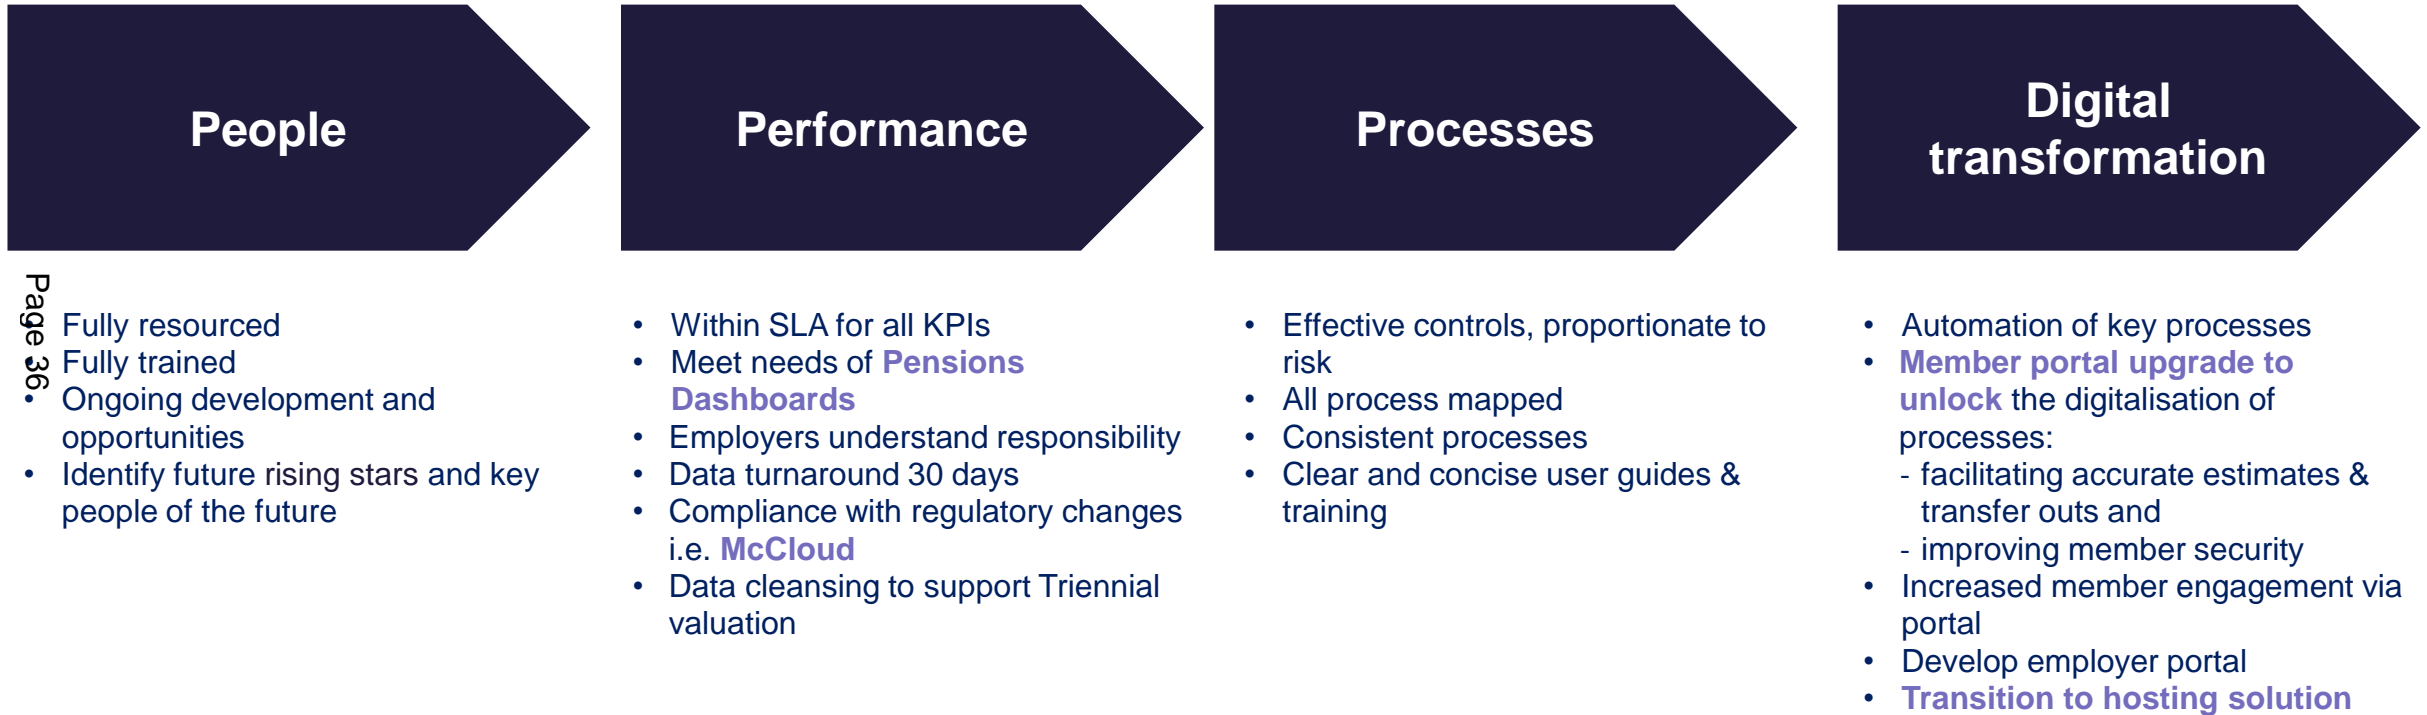 People
Page 36
Fully resourced
Fully trained
• Ongoing development and
opportunities
• Identify future rising stars and key
people of the future
Performance
• Within SLA for all KPIs
• Meet needs of Pensions
Dashboards
• Employers understand responsibility
• Data turnaround 30 days
• Compliance with regulatory changes
i.e. McCloud
• Data cleansing to support Triennial
valuation
Processes
• Effective controls, proportionate to
risk
• All process mapped
• Consistent processes
• Clear and concise user guides &
training
Digital
transformation
• Automation of key processes
• Member portal upgrade to
unlock the digitalisation of
processes:
- facilitating accurate estimates &
transfer outs and
- improving member security
• Increased member engagement via
portal
• Develop employer portal
• Transition to hosting solution